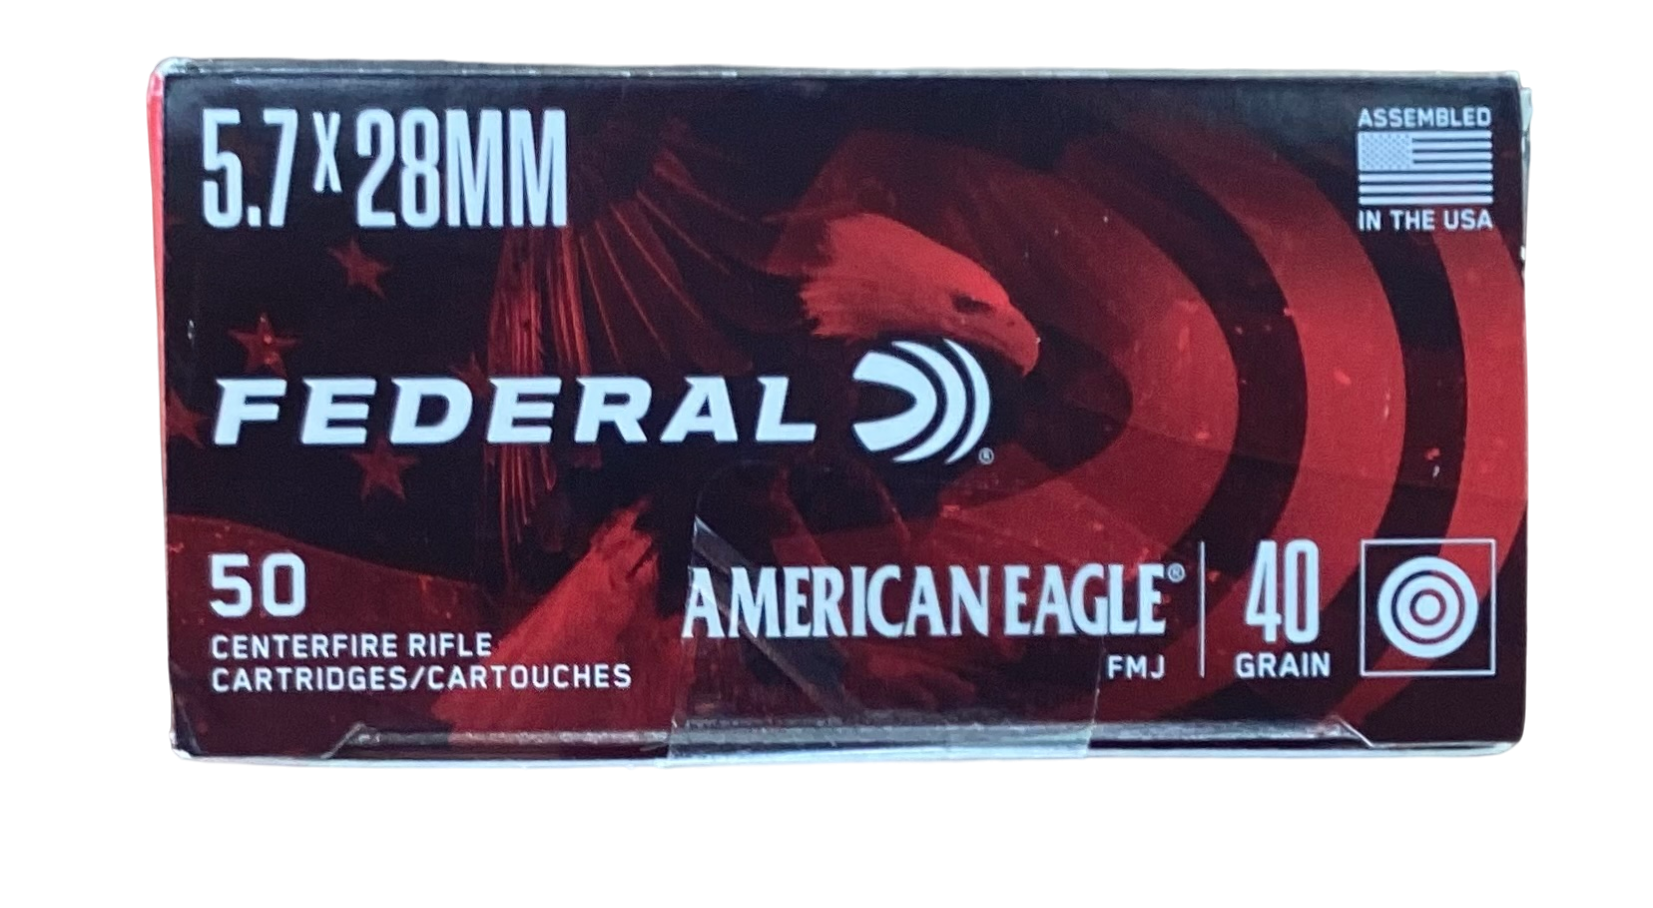 5.7X28MM
ASSEMBLED
IN THE USA
FEDERAL®
50
CENTERFIRE RIFLE
CARTRIDGES/CARTOUCHES
AMERICAN EAGLE®
FMJ
40
GRAIN